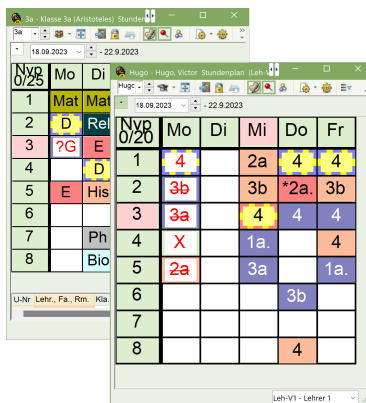 3a - Klasse 3a (Aristoteles) Stunden
3a
18.09.2023 - 22.9.2023
Nvp 0/25 Mo Di
1 Mat Mat
2 D Rel
3 ?G E
4 D
5 E His
6
7 Ph
8 Bio
U-Nr Lehr., Fa., Rm. Kla.
Hugo - Hugo, Victor Stundenplan (Leh-V
Hugo
18.09.2023 - 22.9.2023
Nvp 0/20 Mo Di Mi Do Fr
1 4 2a 4 4
2 3b 3b *2a. 3b
3 3a 4 4 4
4 X 1a. 4
5 2a 3a 1a.
6 3b
7
8 4
Leh-V1 - Lehrer 1